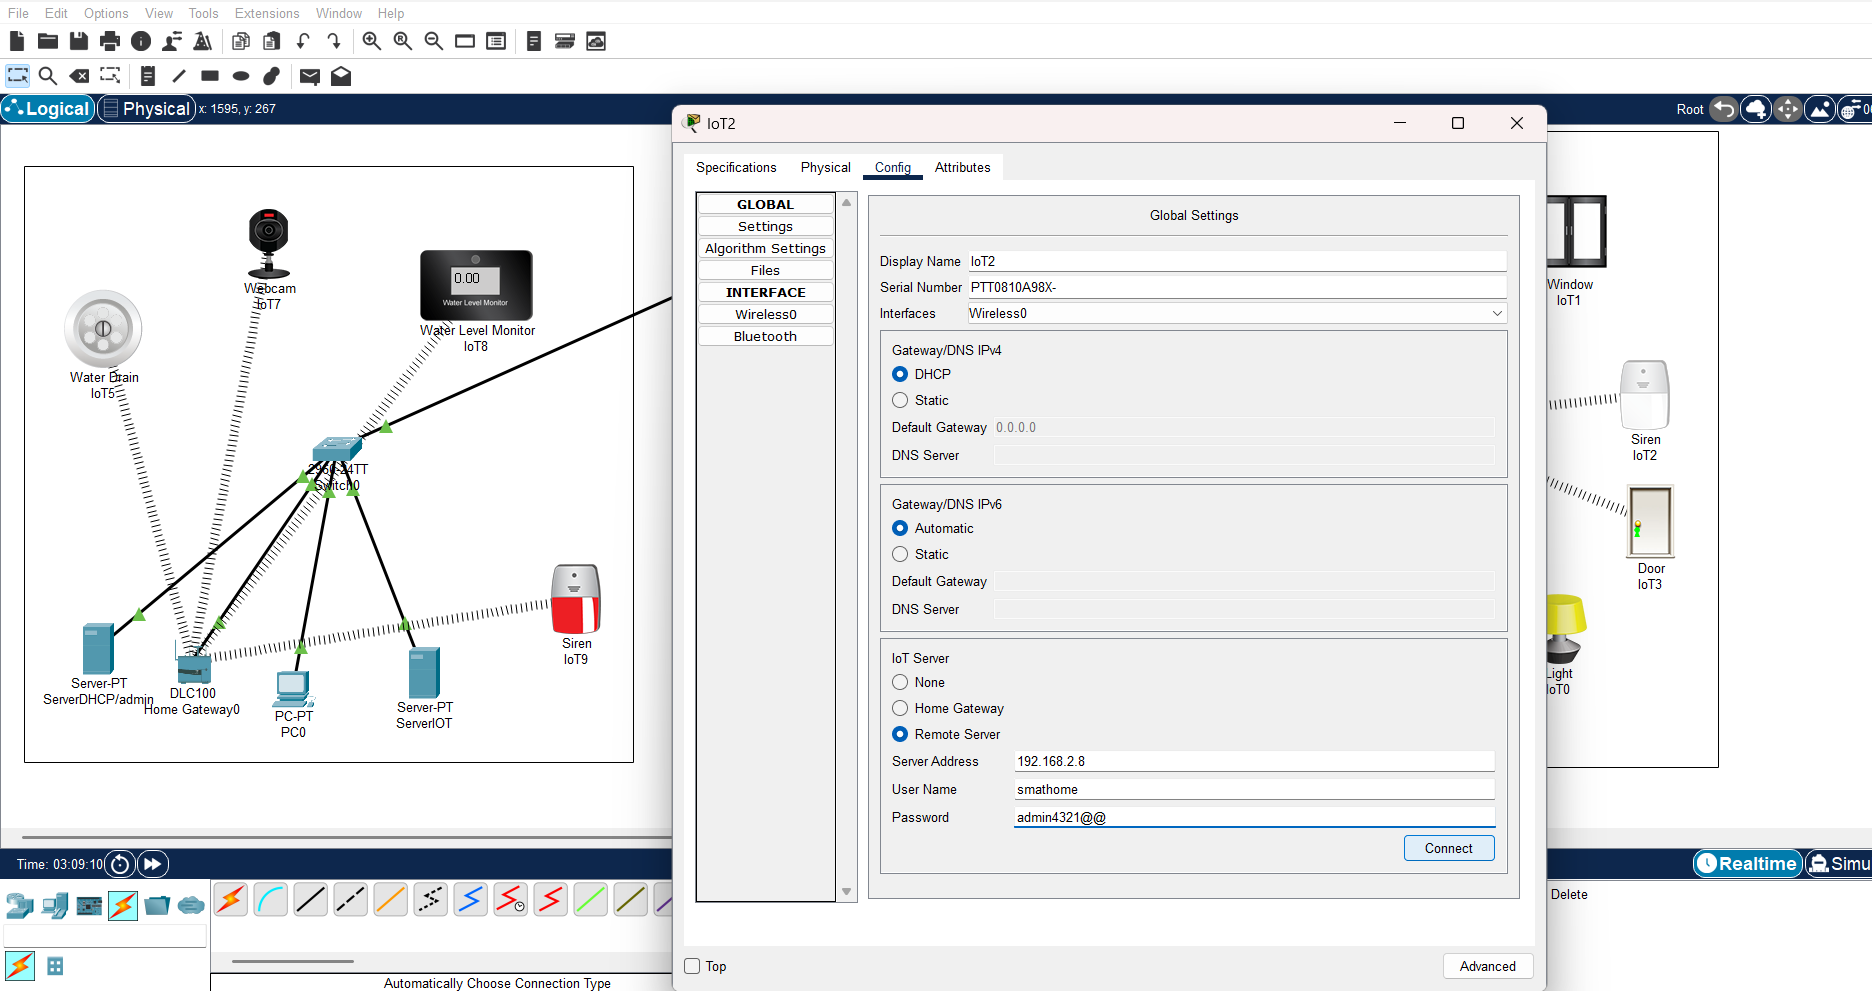 File Edit Options View Tools Extensions Window Help
Logical Physical x: 1595, y: 267
Root
IoT2
Specifications Physical Config Attributes
GLOBAL
Settings
Algorithm Settings
Files
INTERFACE
Wireless0
Bluetooth
Global Settings
Display Name IoT2
Serial Number PTT0810A98X-
Interfaces Wireless0
Gateway/DNS IPv4
DHCP
Static
Default Gateway 0.0.0.0
DNS Server
Gateway/DNS IPv6
Automatic
Static
Default Gateway
DNS Server
IoT Server
None
Home Gateway
Remote Server
Server Address 192.168.2.8
User Name smathome
Password admin4321@@
Connect
Top
Advanced
Webcam
IoT7
0.00
Water Level Monitor
Water Level Monitor
IoT8
Water Drain
IoT5
2960-24TT
Switch0
Siren
IoT9
Server-PT
ServerDHCP/admin
DLC100
Home Gateway0
PC-PT
PC0
Server-PT
ServerIOT
Window
IoT1
Siren
IoT2
Door
IoT3
Light
IoT0
Time: 03:09:10
Realtime Simu
Delete
Automatically Choose Connection Type